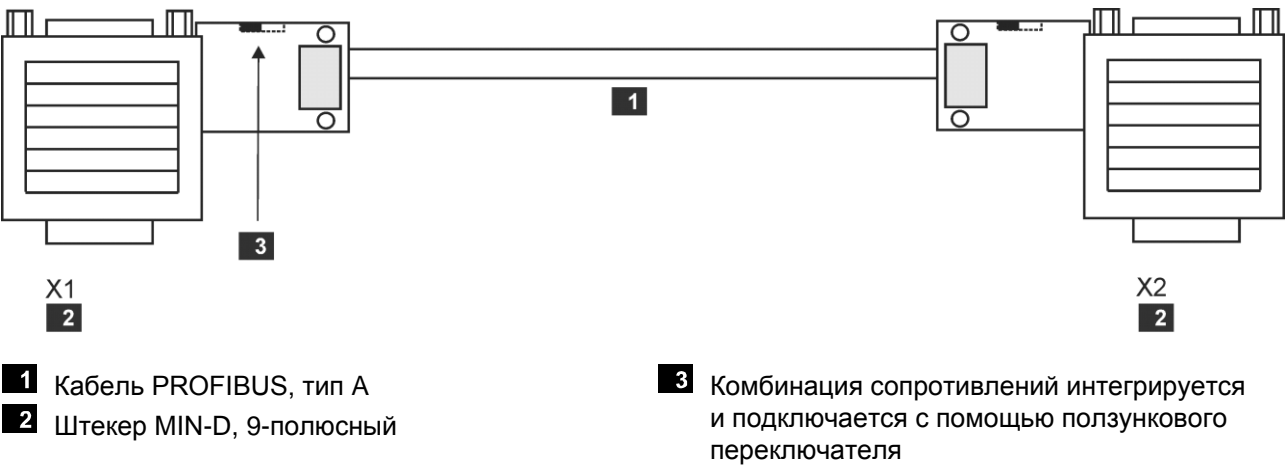 1
3
X1
2
X2
2
1 Кабель PROFIBUS, тип A
2 Штекер MIN-D, 9-полюсный
3 Комбинация сопротивлений интегрируется
и подключается с помощью ползункового
переключателя